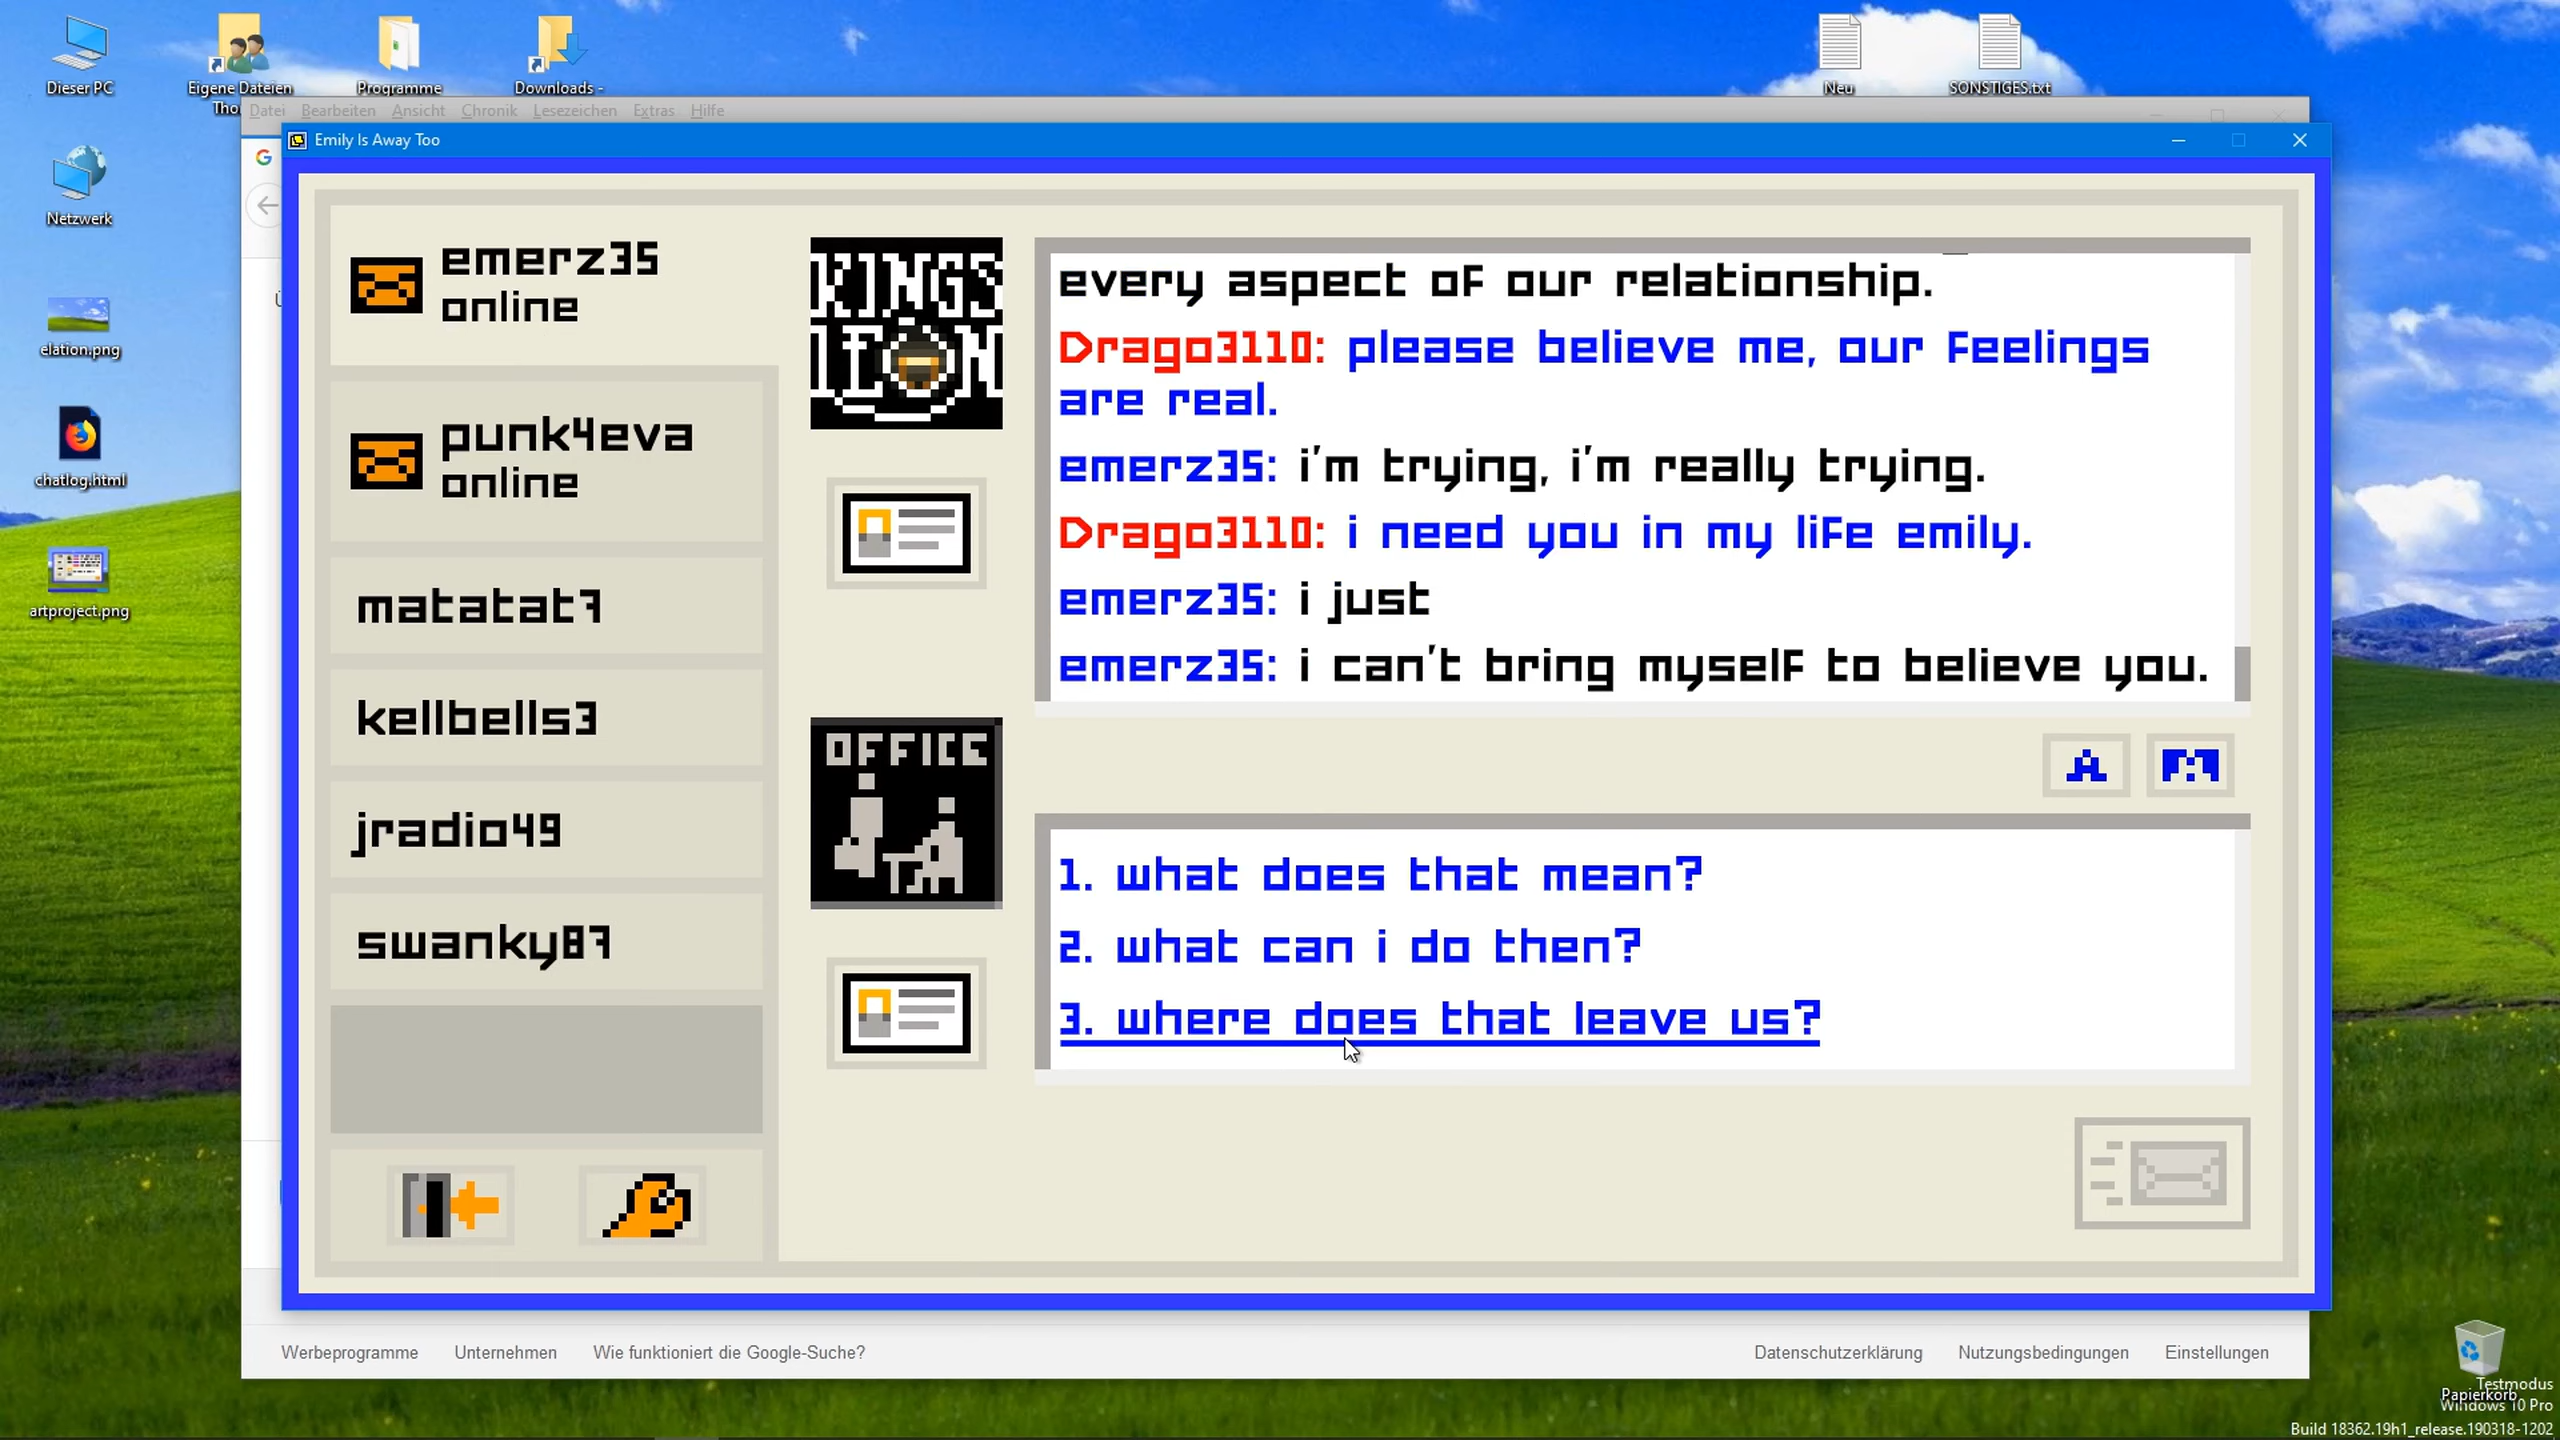 Dieser PC
Eigene Dateien
Tho
Programme
Downloads -
Neu
SONSTIGES.txt
Datei Bearbeiten Ansicht Chronik Lesezeichen Extras Hilfe
Emily Is Away Too
Netzwerk
elation.png
chatlog.html
artproject.png
emerz35
online
punk4eva
online
matatat7
kellbells3
jradio49
swanky87
KINGS
OFFICE
every aspect of our relationship.
Drago3110: please believe me, our feelings
are real.
emerz35: i'm trying, i'm really trying.
Drago3110: i need you in my life emily.
emerz35: i just
emerz35: i can't bring myself to believe you.
A
1. what does that mean?
2. what can i do then?
3. where does that leave us?
Werbeprogramme Unternehmen Wie funktioniert die Google-Suche?
Datenschutzerklärung Nutzungsbedingungen Einstellungen
Papierkorb
Testmodus
Windows 10 Pro
Build 18362.19h1_release.190318-1202